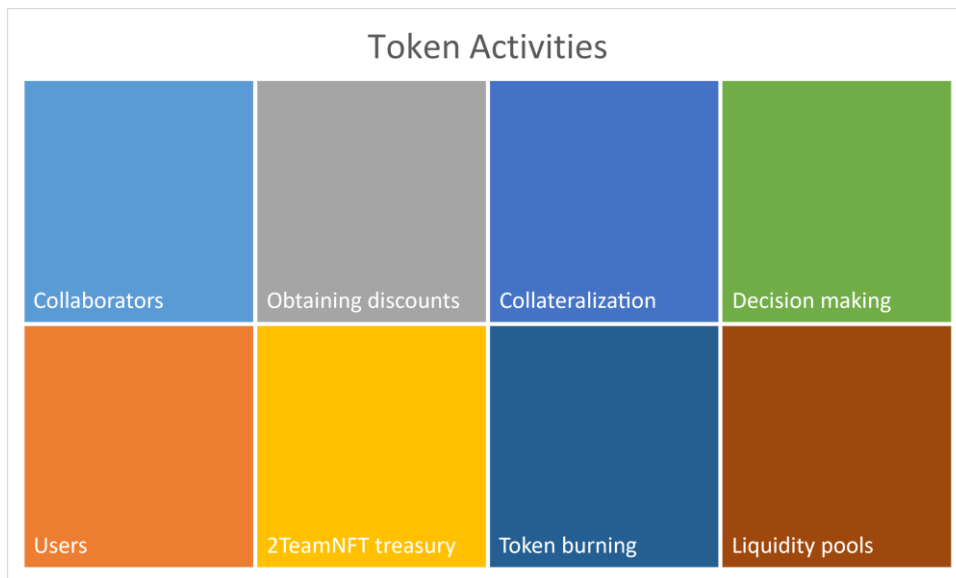 Token Activities
Collaborators
Obtaining discounts
Collateralization
Decision making
Users
2TeamNFT treasury
Token burning
Liquidity pools